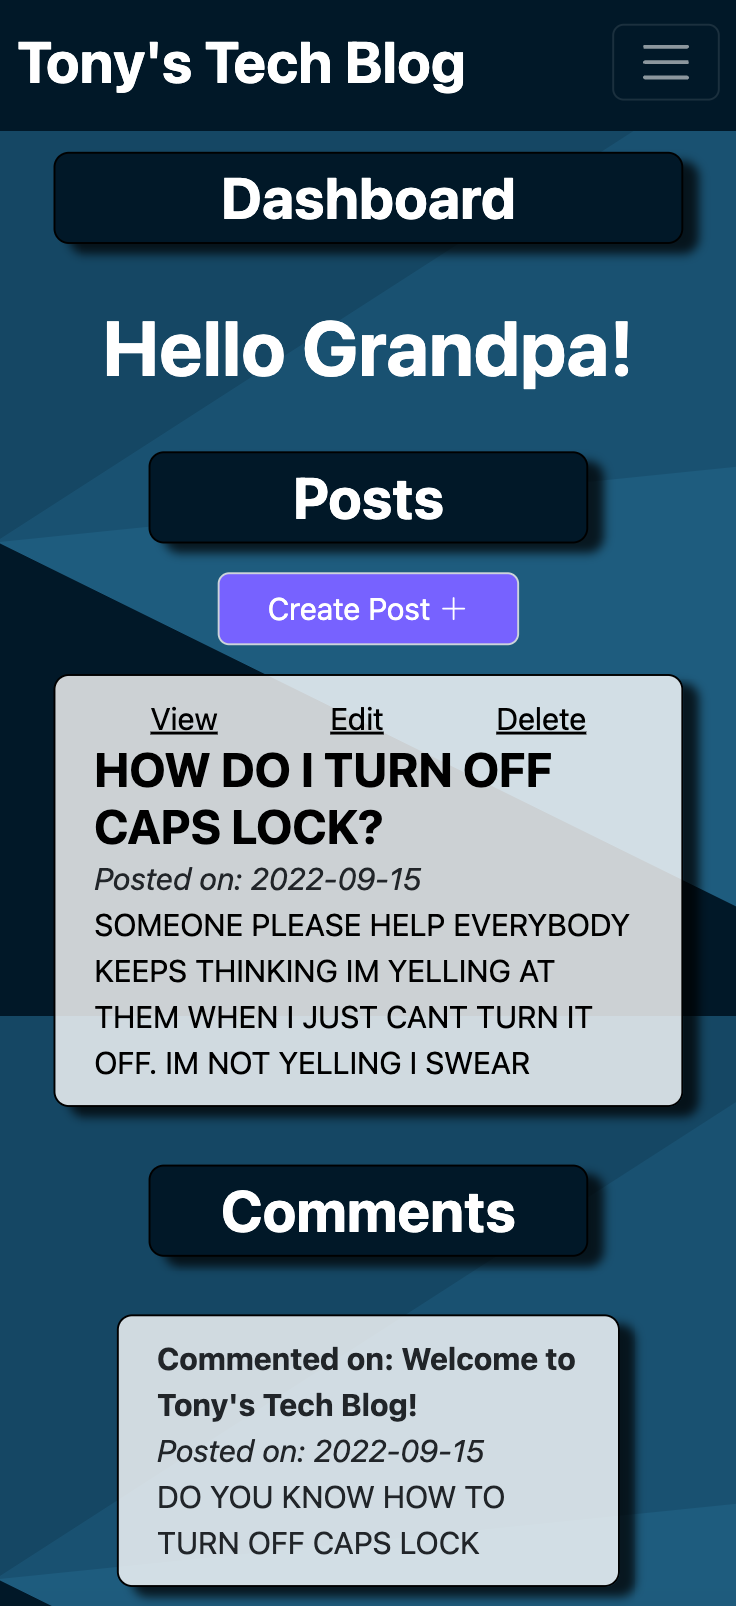 Tony's Tech Blog
Dashboard
Hello Grandpa!
Posts
Create Post +
View Edit Delete
HOW DO I TURN OFF
CAPS LOCK?
Posted on: 2022-09-15
SOMEONE PLEASE HELP EVERYBODY
KEEPS THINKING IM YELLING AT
THEM WHEN I JUST CANT TURN IT
OFF. IM NOT YELLING I SWEAR
Comments
Commented on: Welcome to
Tony's Tech Blog!
Posted on: 2022-09-15
DO YOU KNOW HOW TO
TURN OFF CAPS LOCK